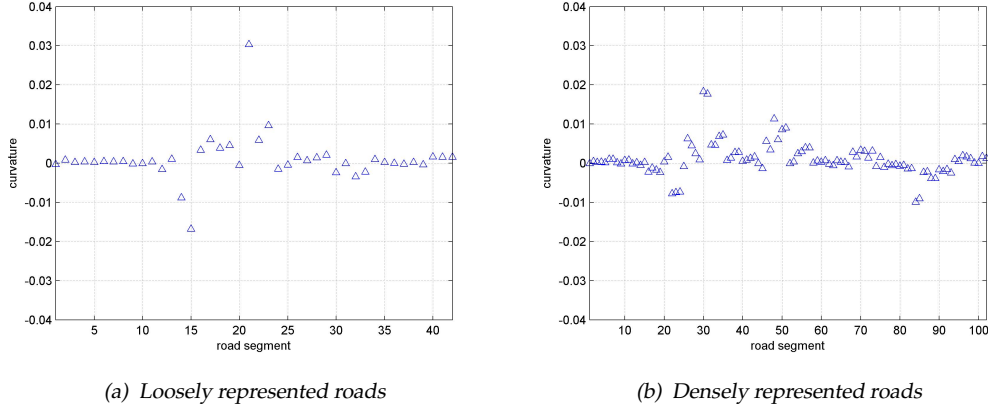 0.04
0.03
0.02
0.01
0
-0.01
-0.02
-0.03
-0.04
curvature
5 10 15 20 25 30 35 40
road segment
(a) Loosely represented roads
0.04
0.03
0.02
0.01
0
-0.01
-0.02
-0.03
-0.04
curvature
10 20 30 40 50 60 70 80 90 100
road segment
(b) Densely represented roads